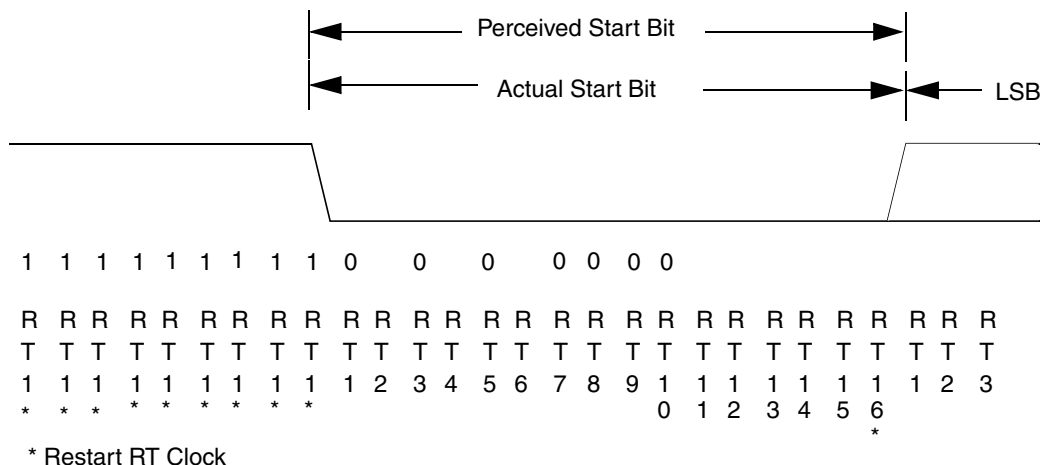 Perceived Start Bit
Actual Start Bit LSB
1 1 1 1 1 1 1 1 1 0 0 0 0 0 0 0
R R R R R R R R R R R R R R R R R R R R R R R R R R R R
T T T T T T T T T T T T T T T T T T T T T T T T T T T T
1 1 1 1 1 1 1 1 1 1 2 3 4 5 6 7 8 9 1 1 1 1 1 1 1 1 2 3
* * * * * * * * * 0 1 2 3 4 5 6
*
* Restart RT Clock